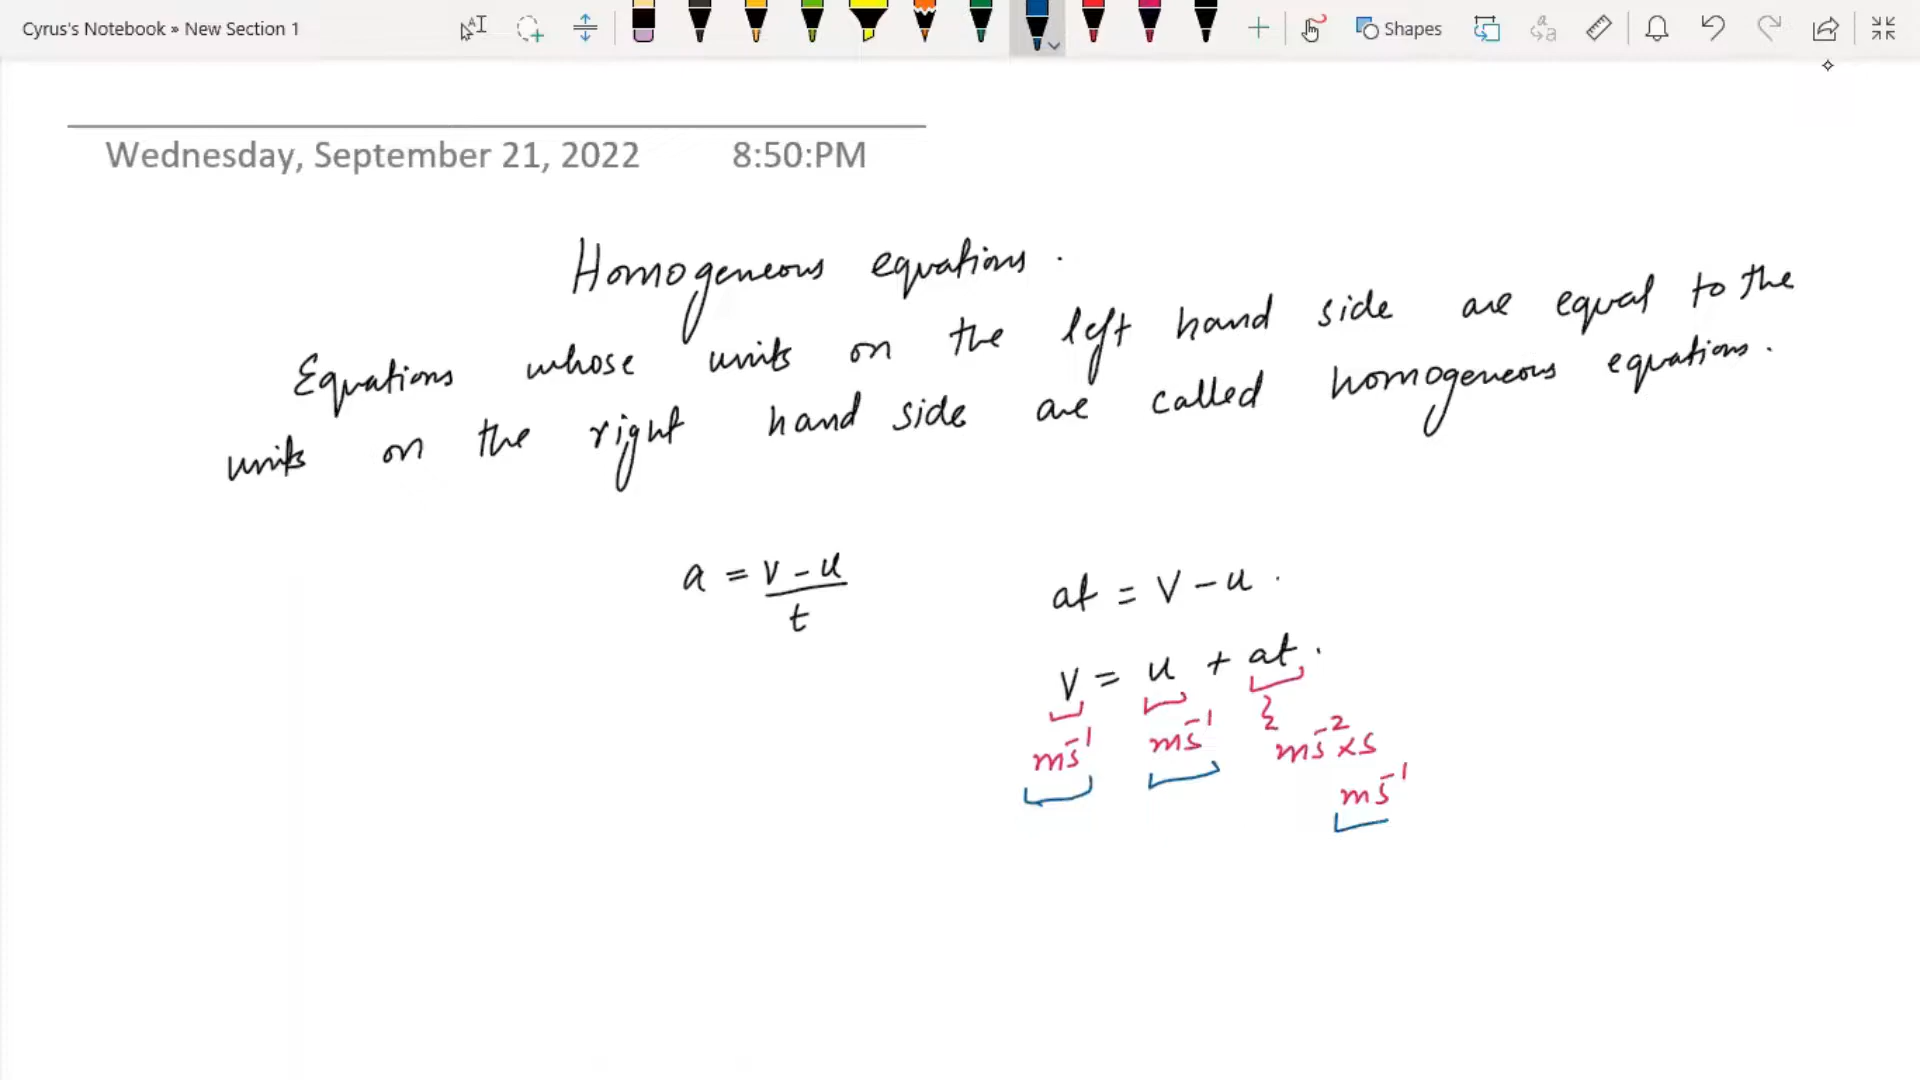 Cyrus's Notebook » New Section 1
Shapes
Wednesday, September 21, 2022 8:50:PM
Homogeneous equations.
Equations whose units on the left hand side are equal to the
units on the right hand side are called homogeneous equations.
a = v - u / t
at = v - u.
v = u + at.
ms⁻¹ ms⁻¹ ms⁻² × s
ms⁻¹